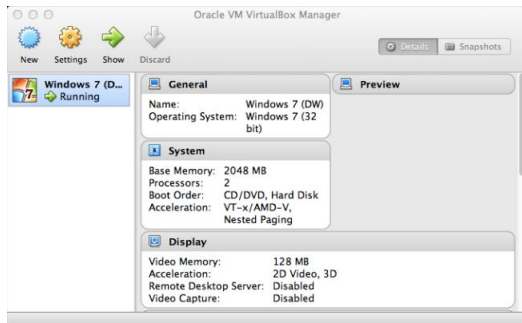 Oracle VM VirtualBox Manager
New Settings Show Discard
Details Snapshots
Windows 7 (D...
Running
General
Name: Windows 7 (DW)
Operating System: Windows 7 (32
bit)
Preview
System
Base Memory: 2048 MB
Processors: 2
Boot Order: CD/DVD, Hard Disk
Acceleration: VT-x/AMD-V,
Nested Paging
Display
Video Memory: 128 MB
Acceleration: 2D Video, 3D
Remote Desktop Server: Disabled
Video Capture: Disabled